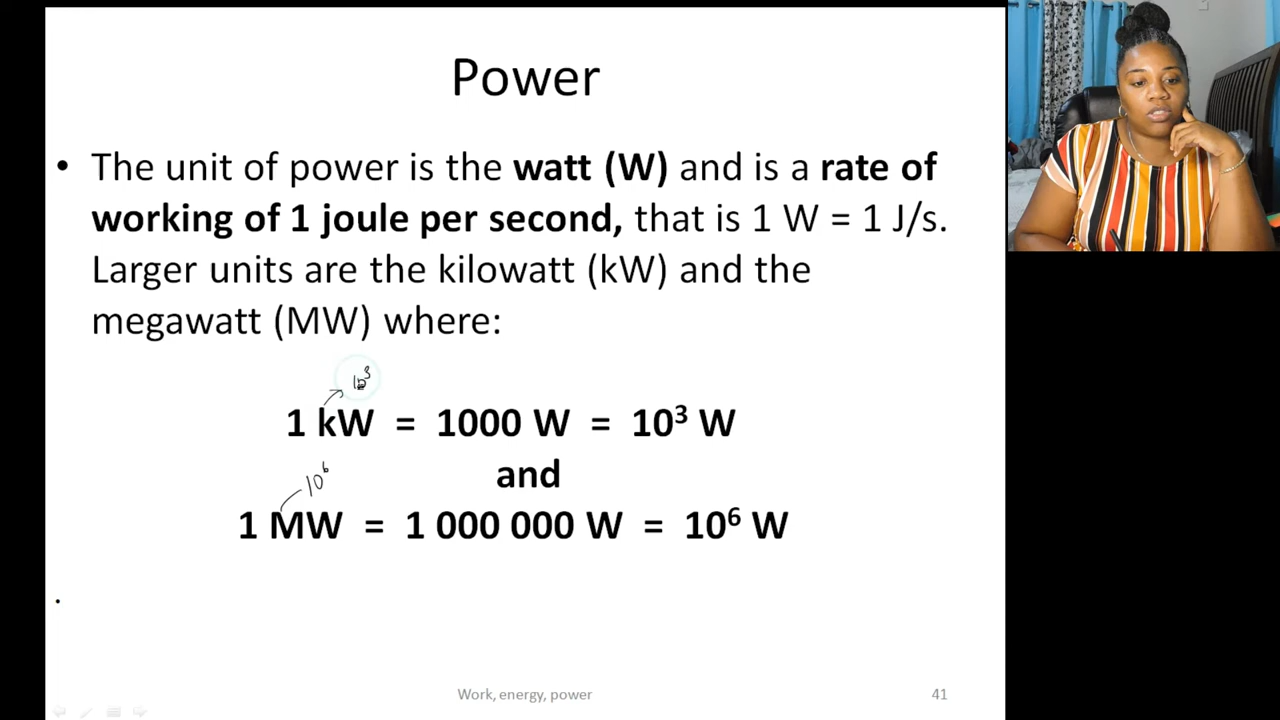 Power
• The unit of power is the watt (W) and is a rate of
working of 1 joule per second, that is 1 W = 1 J/s.
Larger units are the kilowatt (kW) and the
megawatt (MW) where:
10³
1 kW = 1000 W = 10³ W
and
10⁶
1 MW = 1 000 000 W = 10⁶ W
.
Work, energy, power
41